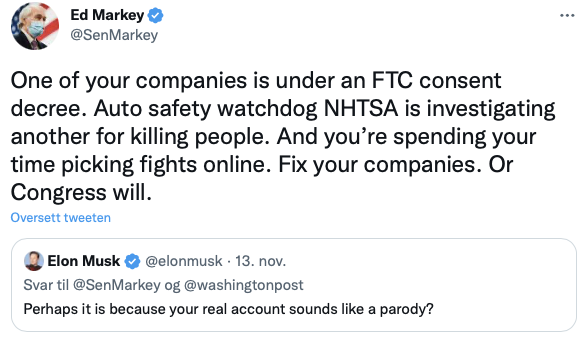 Ed Markey
@SenMarkey
One of your companies is under an FTC consent
decree. Auto safety watchdog NHTSA is investigating
another for killing people. And you’re spending your
time picking fights online. Fix your companies. Or
Congress will.
Oversett tweeten
Elon Musk @elonmusk · 13. nov.
Svar til @SenMarkey og @washingtonpost
Perhaps it is because your real account sounds like a parody?